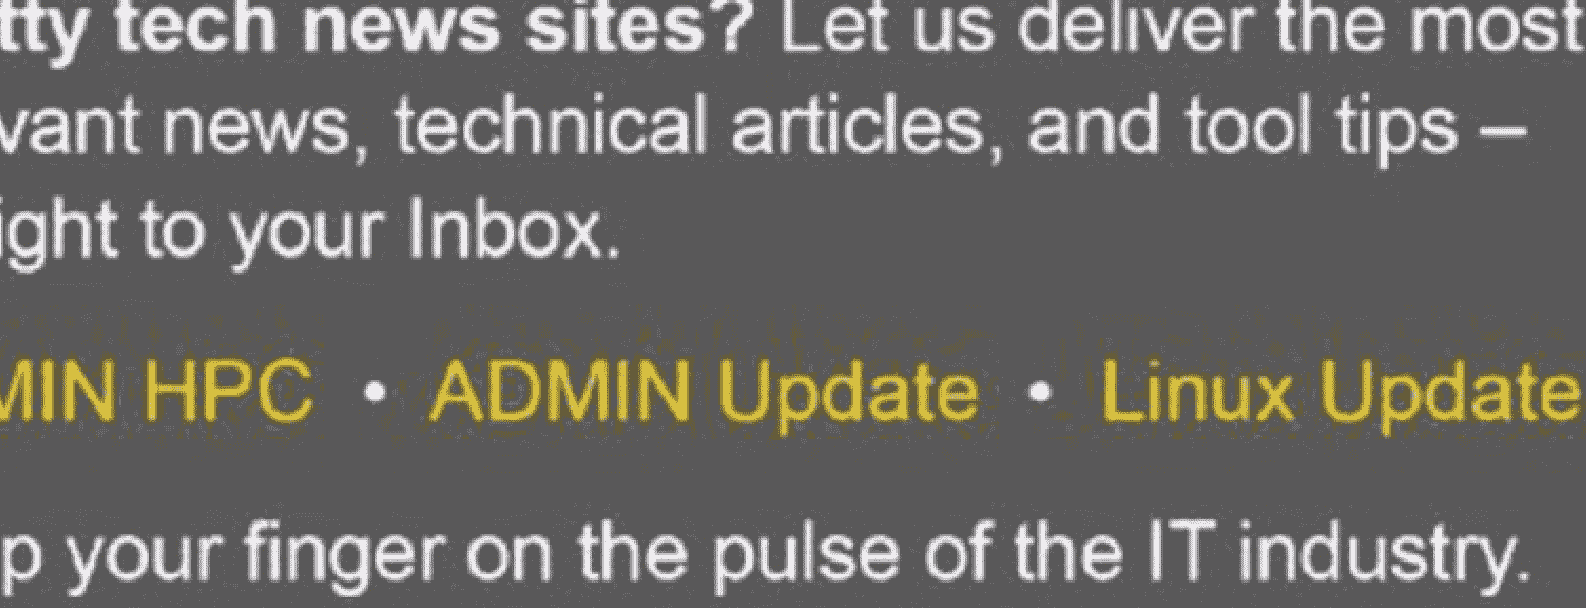 tty tech news sites? Let us deliver the most
vant news, technical articles, and tool tips –
ight to your Inbox.
MIN HPC • ADMIN Update • Linux Update
p your finger on the pulse of the IT industry.